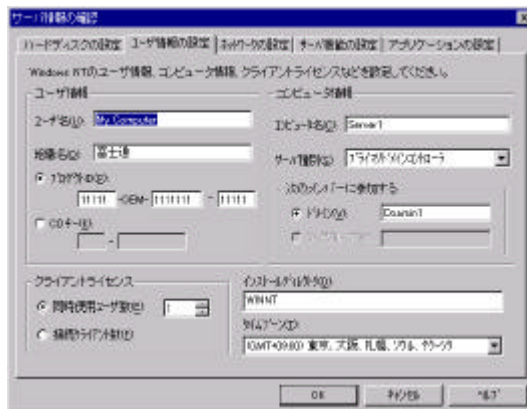 サーバ情報の確認
ハードディスクの設定 ユーザ情報の設定 ネットワークの設定 サーバ機能の設定 アプリケーションの設定
Windows NTのユーザ情報、コンピュータ情報、クライアントライセンスなどを設定してください。
ユーザ情報
ユーザ名(U): My Computer
組織名(O): 富士通
プロダクトID(P):
11111 -OEM- 1111111 - 11111
CDキー(K):
-
コンピュータ情報
コンピュータ名(C): Server1
サーバ種別(S): プライマリドメインコントローラ
次のメンバーに参加する
ドメイン(V): Doamin1
クライアントライセンス
同時使用ユーザ数(E) 1
接続クライアント数(I)
インストールディレクトリ(D):
WINNT
タイムゾーン(T):
(GMT+09:00) 東京、大阪、札幌、ソウル、ヤクーツク
OK キャンセル ヘルプ